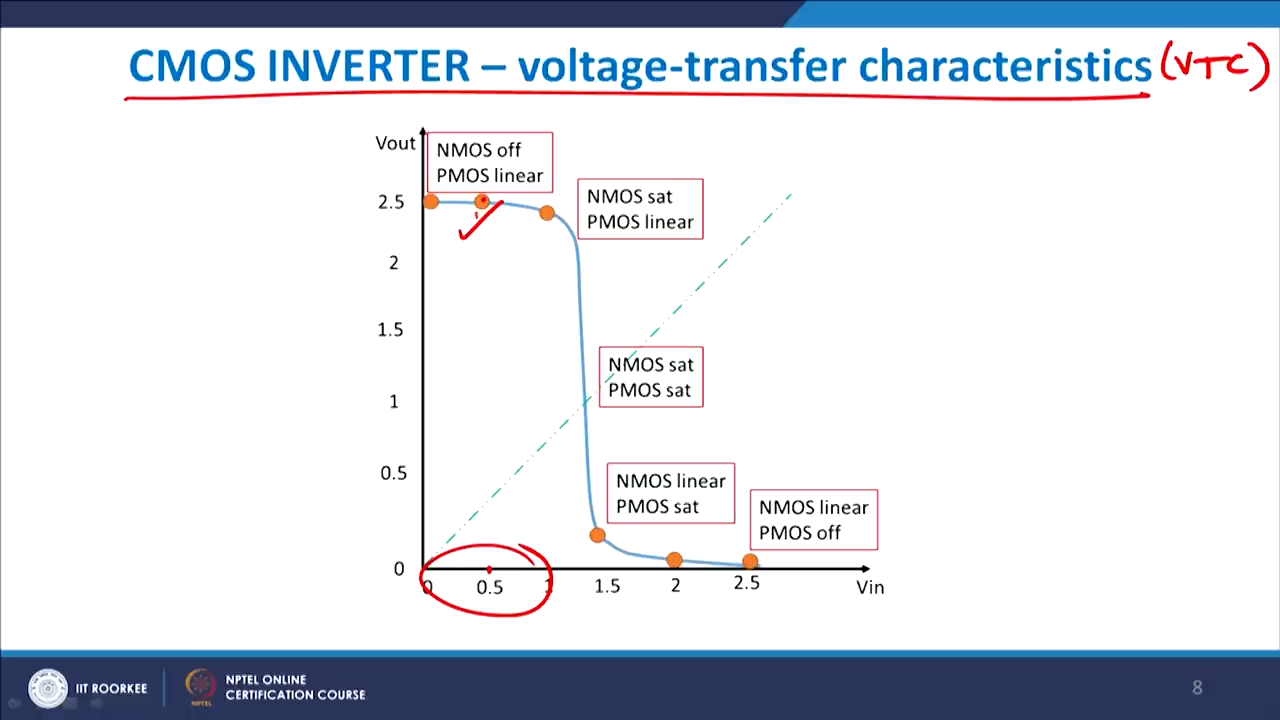 CMOS INVERTER – voltage-transfer characteristics (VTC)
Vout
NMOS off
PMOS linear
NMOS sat
PMOS linear
2.5
2
1.5
1
0.5
0
NMOS sat
PMOS sat
NMOS linear
PMOS sat
NMOS linear
PMOS off
0 0.5 1 1.5 2 2.5
Vin
IIT ROORKEE
NPTEL
NPTEL ONLINE
CERTIFICATION COURSE
8